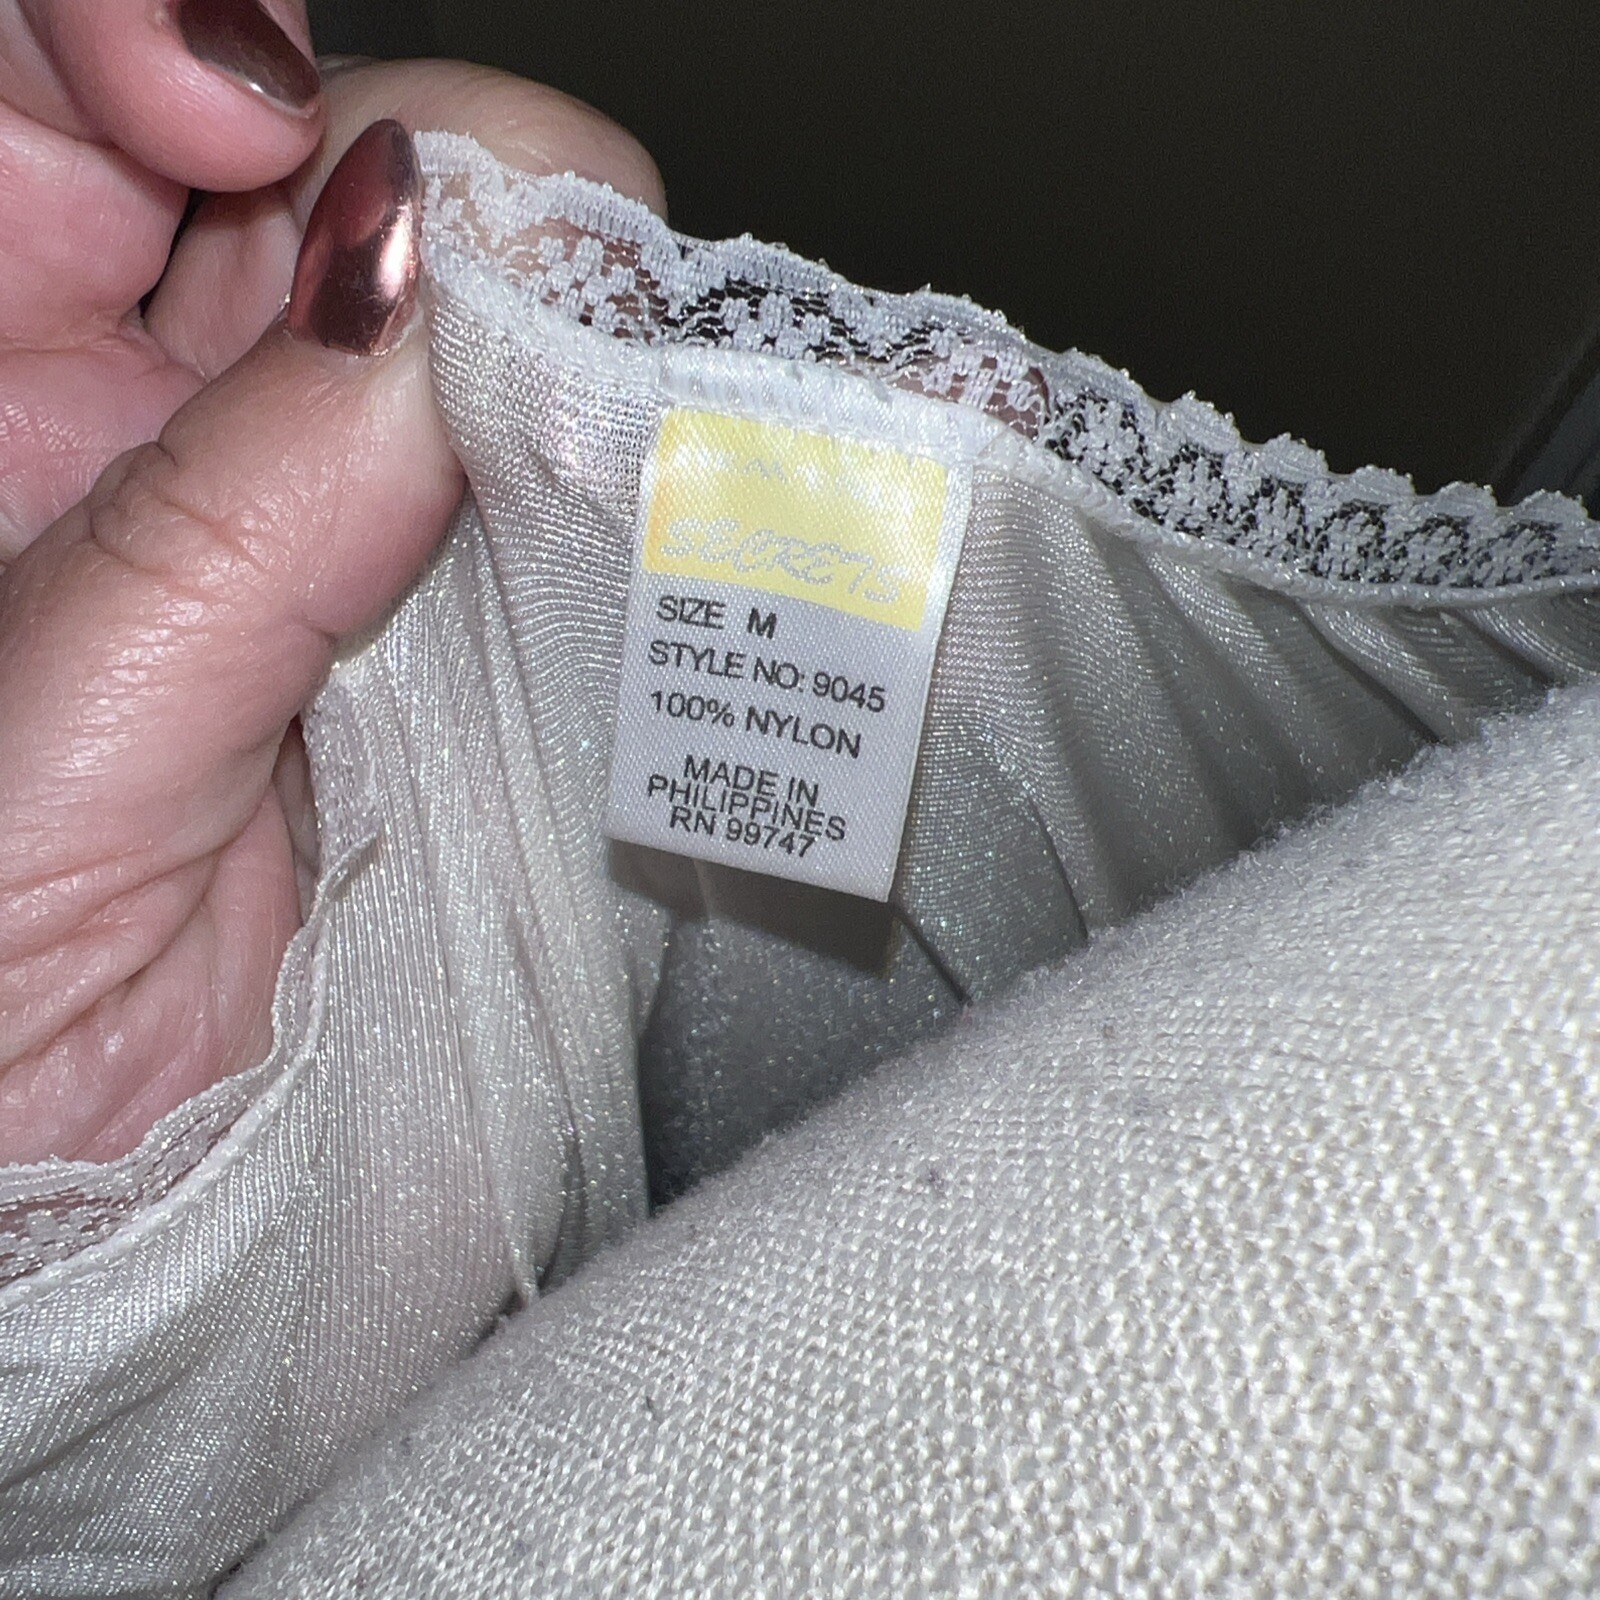 SECRETS
SIZE M
STYLE NO: 9045
100% NYLON
MADE IN
PHILIPPINES
RN 99747